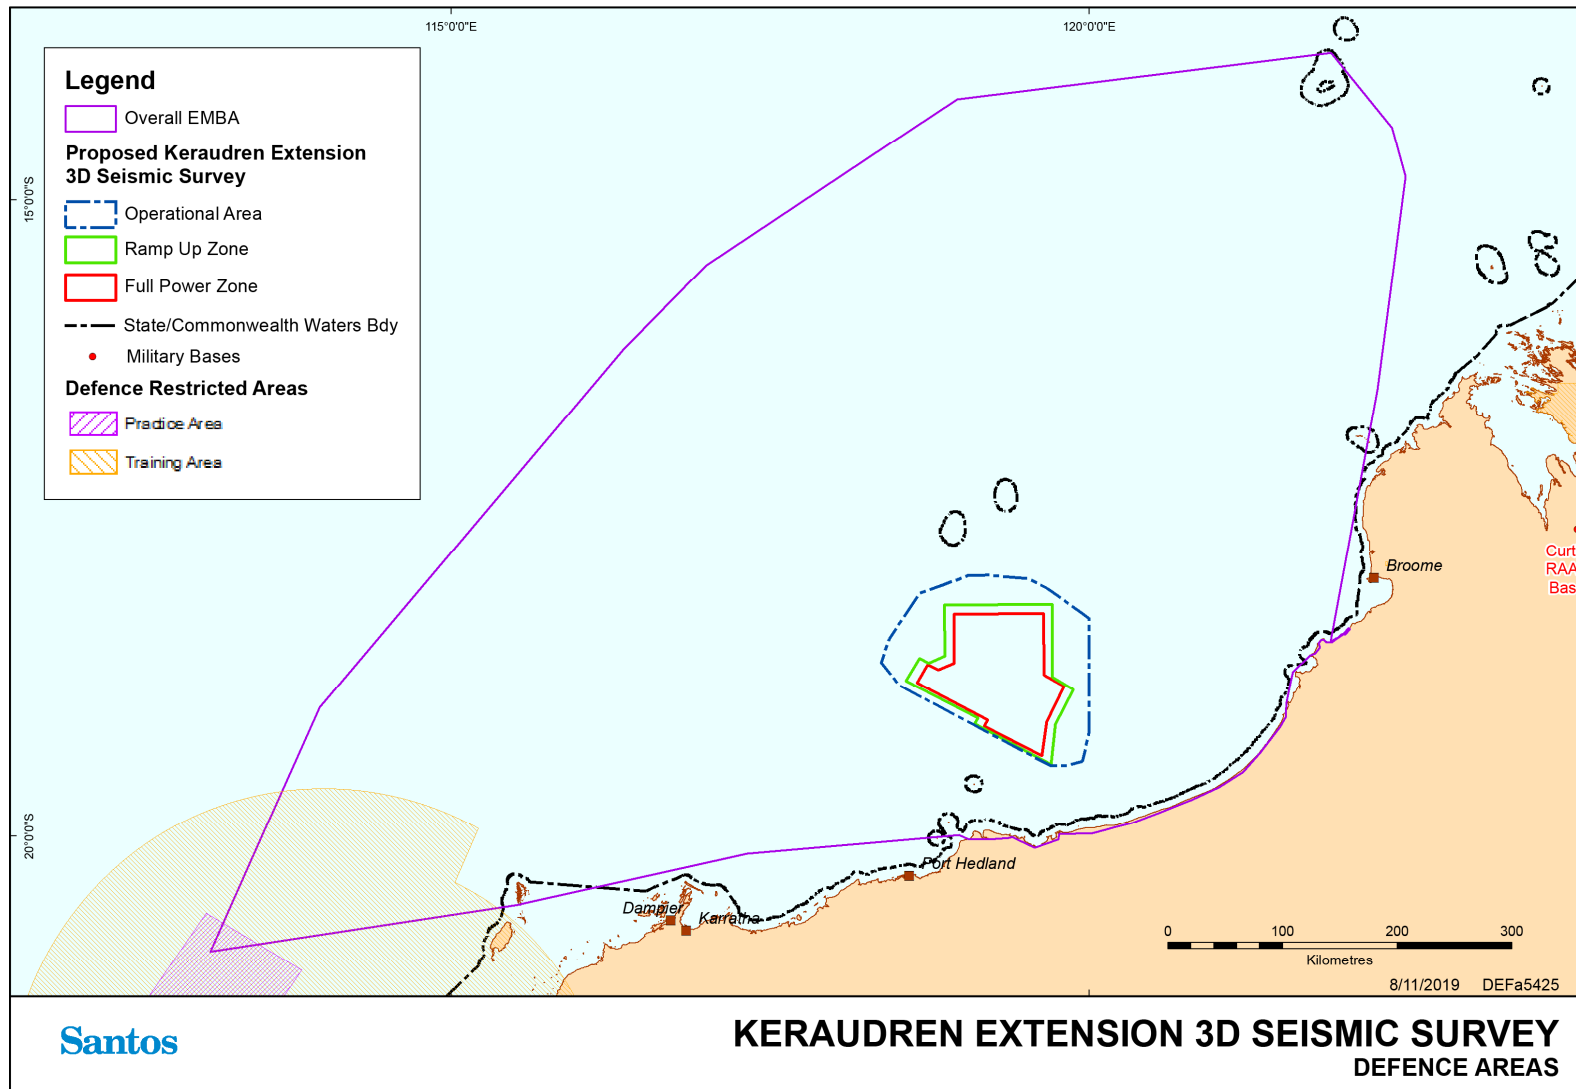 115°0'0"E
120°0'0"E
15°0'0"S
20°0'0"S
Legend
Overall EMBA
Proposed Keraudren Extension
3D Seismic Survey
Operational Area
Ramp Up Zone
Full Power Zone
State/Commonwealth Waters Bdy
Military Bases
Defence Restricted Areas
Practice Area
Training Area
Broome
Curt
RAA
Bas
Port Hedland
Dampier
Karratha
0 100 200 300
Kilometres
8/11/2019 DEFa5425
Santos
KERAUDREN EXTENSION 3D SEISMIC SURVEY
DEFENCE AREAS